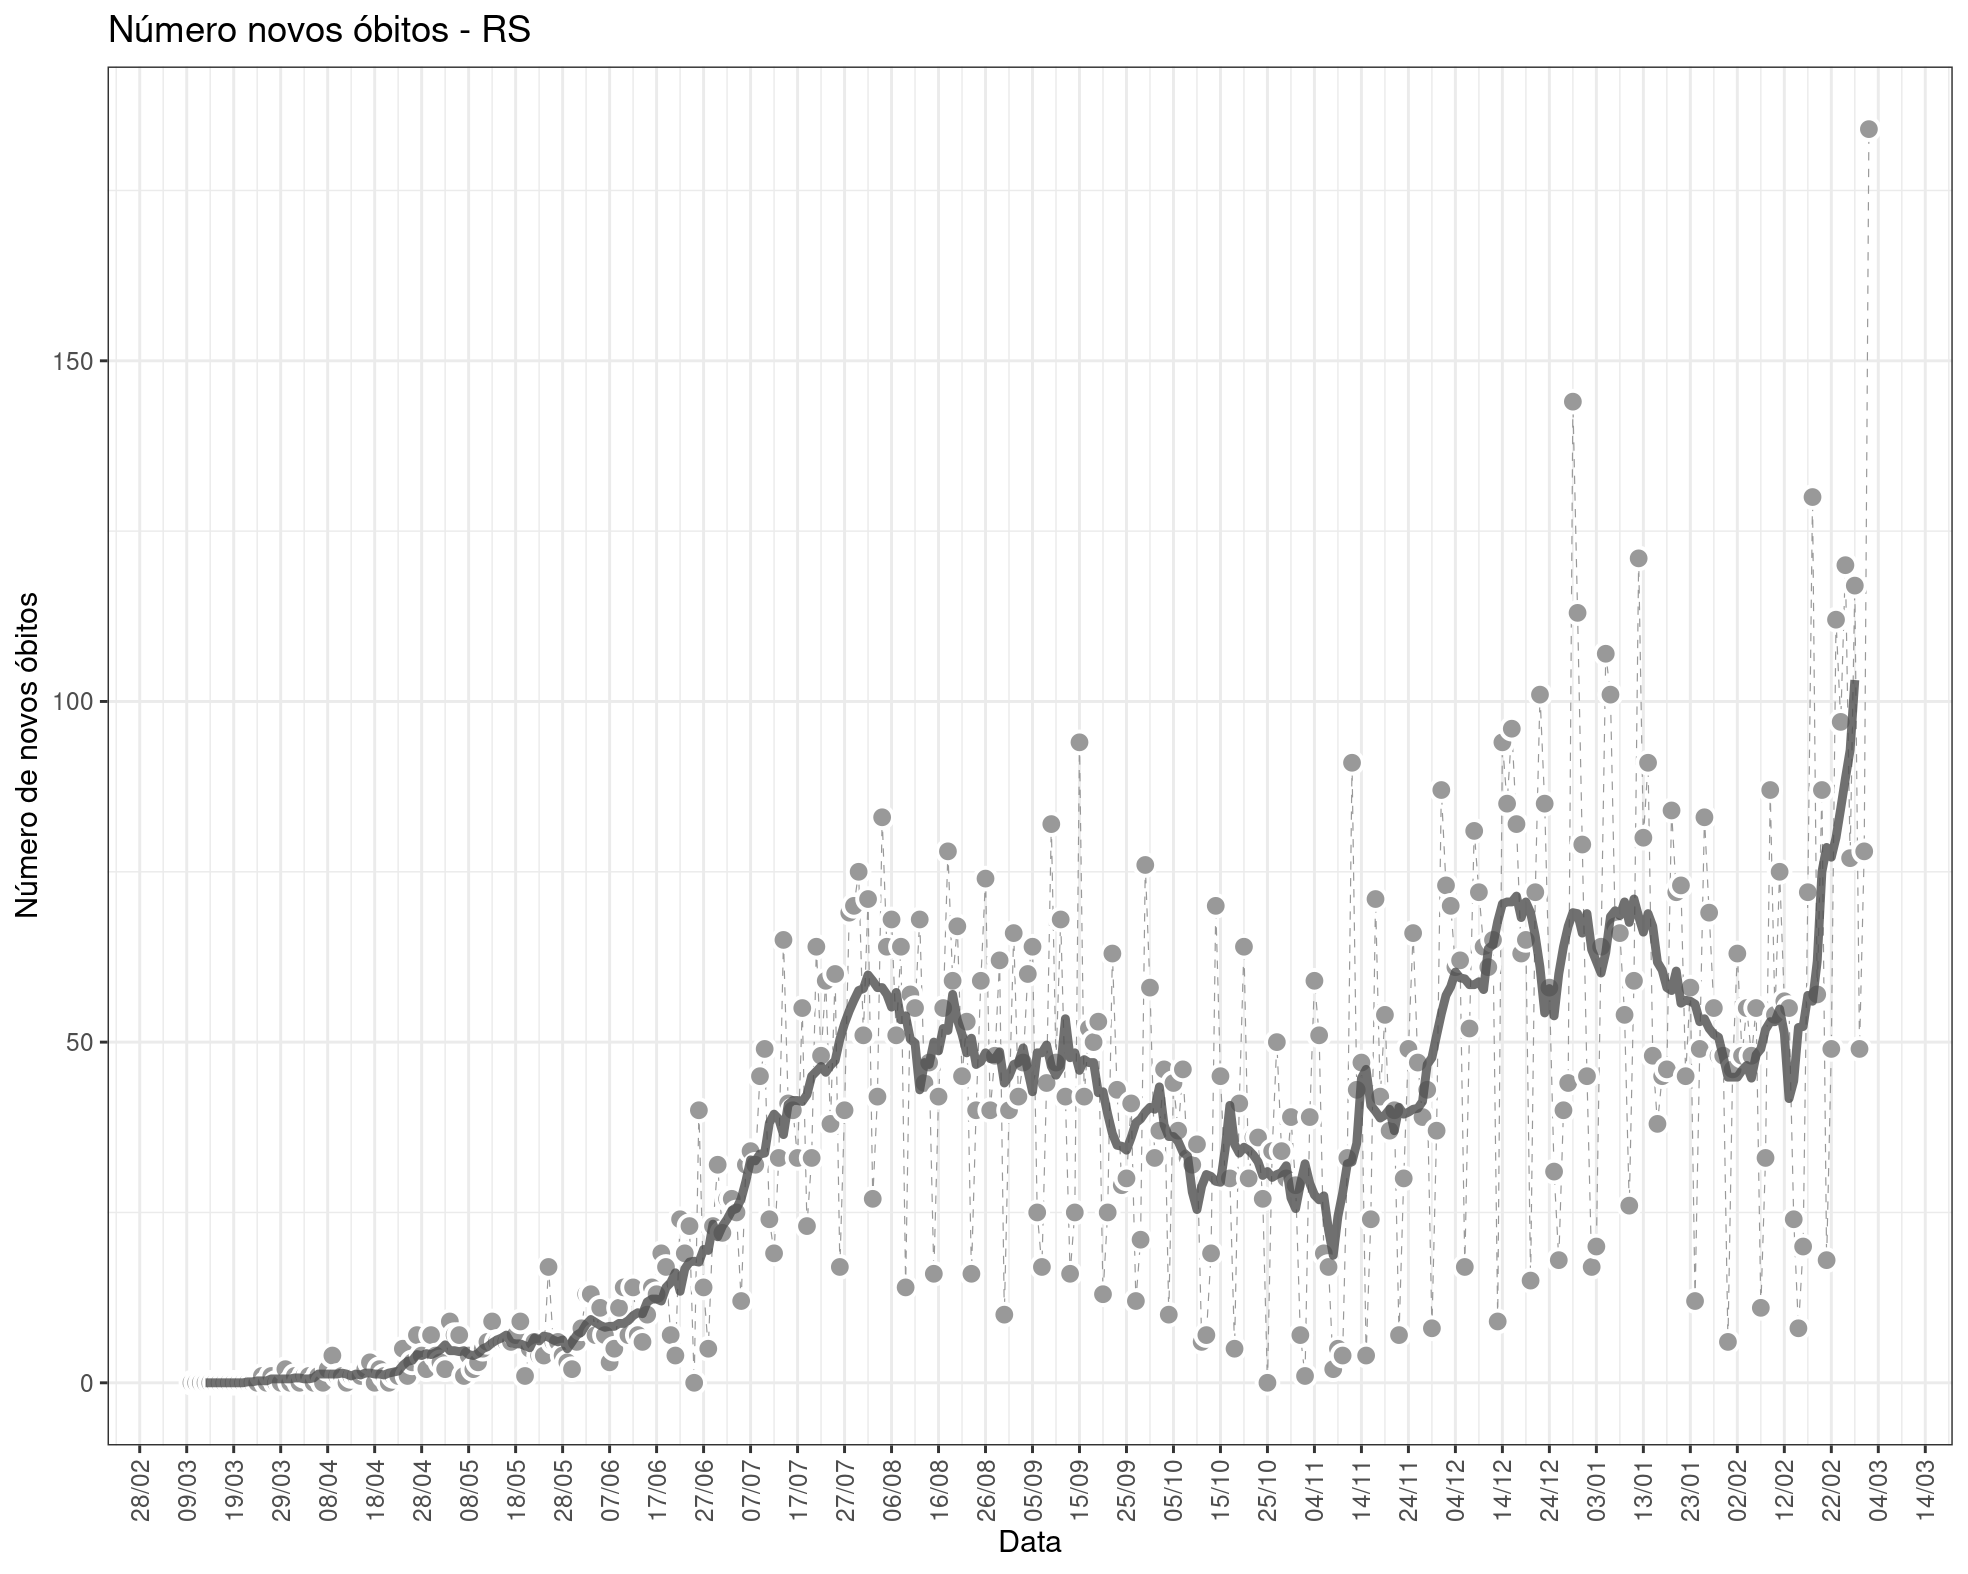 Número novos óbitos - RS
Número de novos óbitos
150
100
50
0
28/02 09/03 19/03 29/03 08/04 18/04 28/04 08/05 18/05 28/05 07/06 17/06 27/06 07/07 17/07 27/07 06/08 16/08 26/08 05/09 15/09 25/09 05/10 15/10 25/10 04/11 14/11 24/11 04/12 14/12 24/12 03/01 13/01 23/01 02/02 12/02 22/02 04/03 14/03
Data